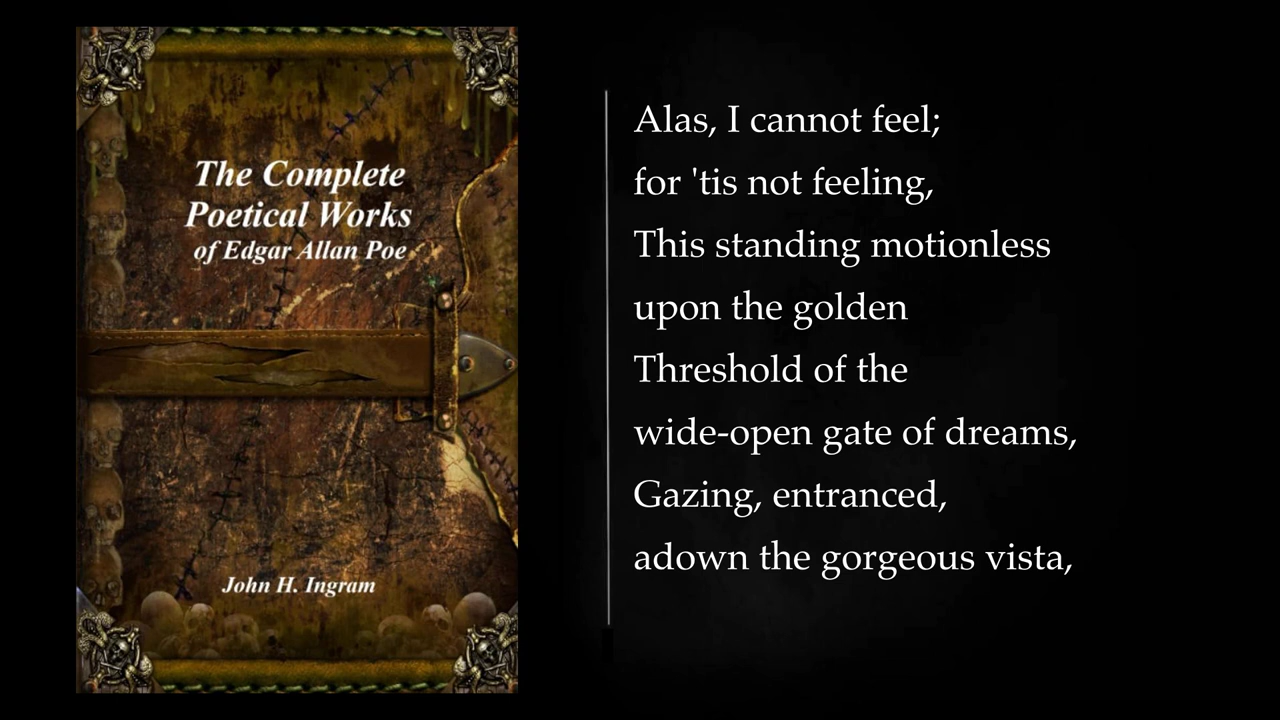 The Complete
Poetical Works
of Edgar Allan Poe
John H. Ingram
Alas, I cannot feel;
for 'tis not feeling,
This standing motionless
upon the golden
Threshold of the
wide-open gate of dreams,
Gazing, entranced,
adown the gorgeous vista,